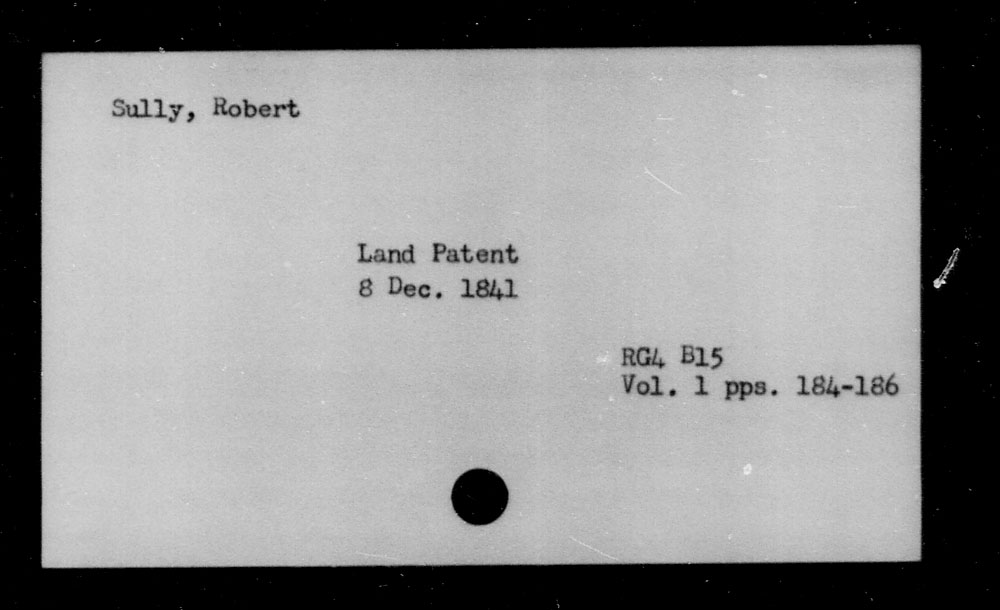 Sully, Robert
Land Patent
8 Dec. 1841
RG4 B15
Vol. 1 pps. 184-186